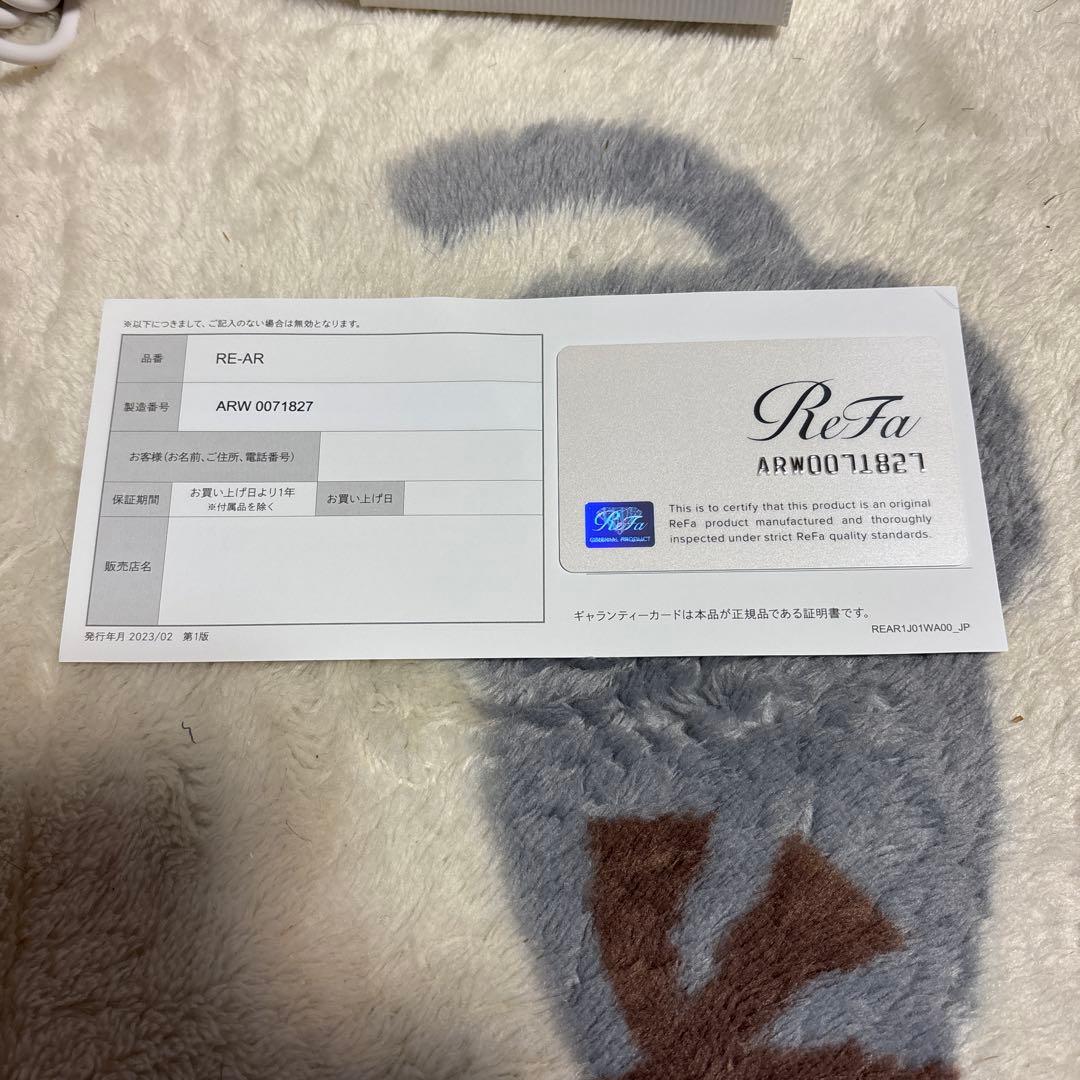 ※以下につきまして、ご記入のない場合は無効となります。
品番
RE-AR
製造番号
ARW 0071827
お客様(お名前、ご住所、電話番号)
保証期間
お買い上げ日より1年
※付属品を除く
お買い上げ日
販売店名
発行年月 2023/02 第1版
ReFa
ARW0071827
ReFa
ORIGINAL PRODUCT
This is to certify that this product is an original
ReFa product manufactured and thoroughly
inspected under strict ReFa quality standards.
ギャランティーカードは本品が正規品である証明書です。
REAR1J01WA00_JP